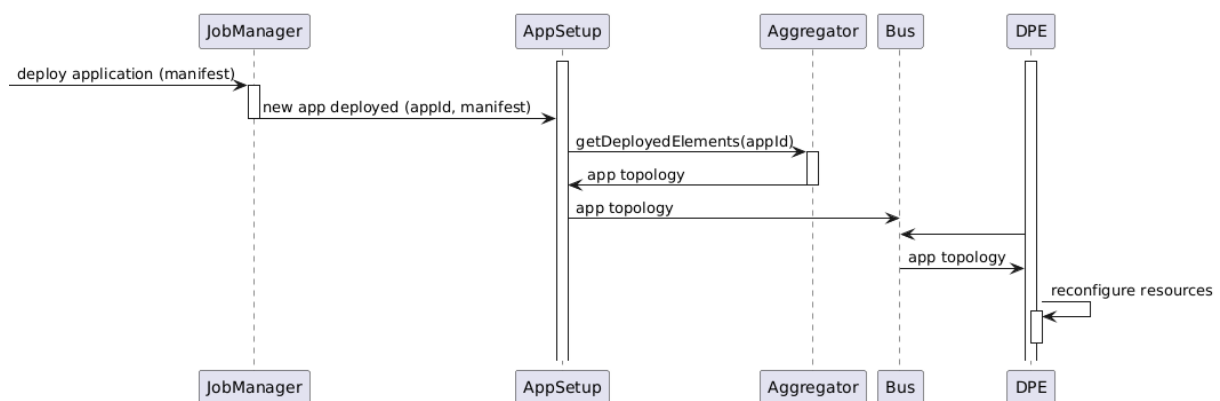 JobManager
AppSetup
Aggregator
Bus
DPE
deploy application (manifest)
new app deployed (appId, manifest)
getDeployedElements(appId)
app topology
app topology
app topology
reconfigure resources
JobManager
AppSetup
Aggregator
Bus
DPE